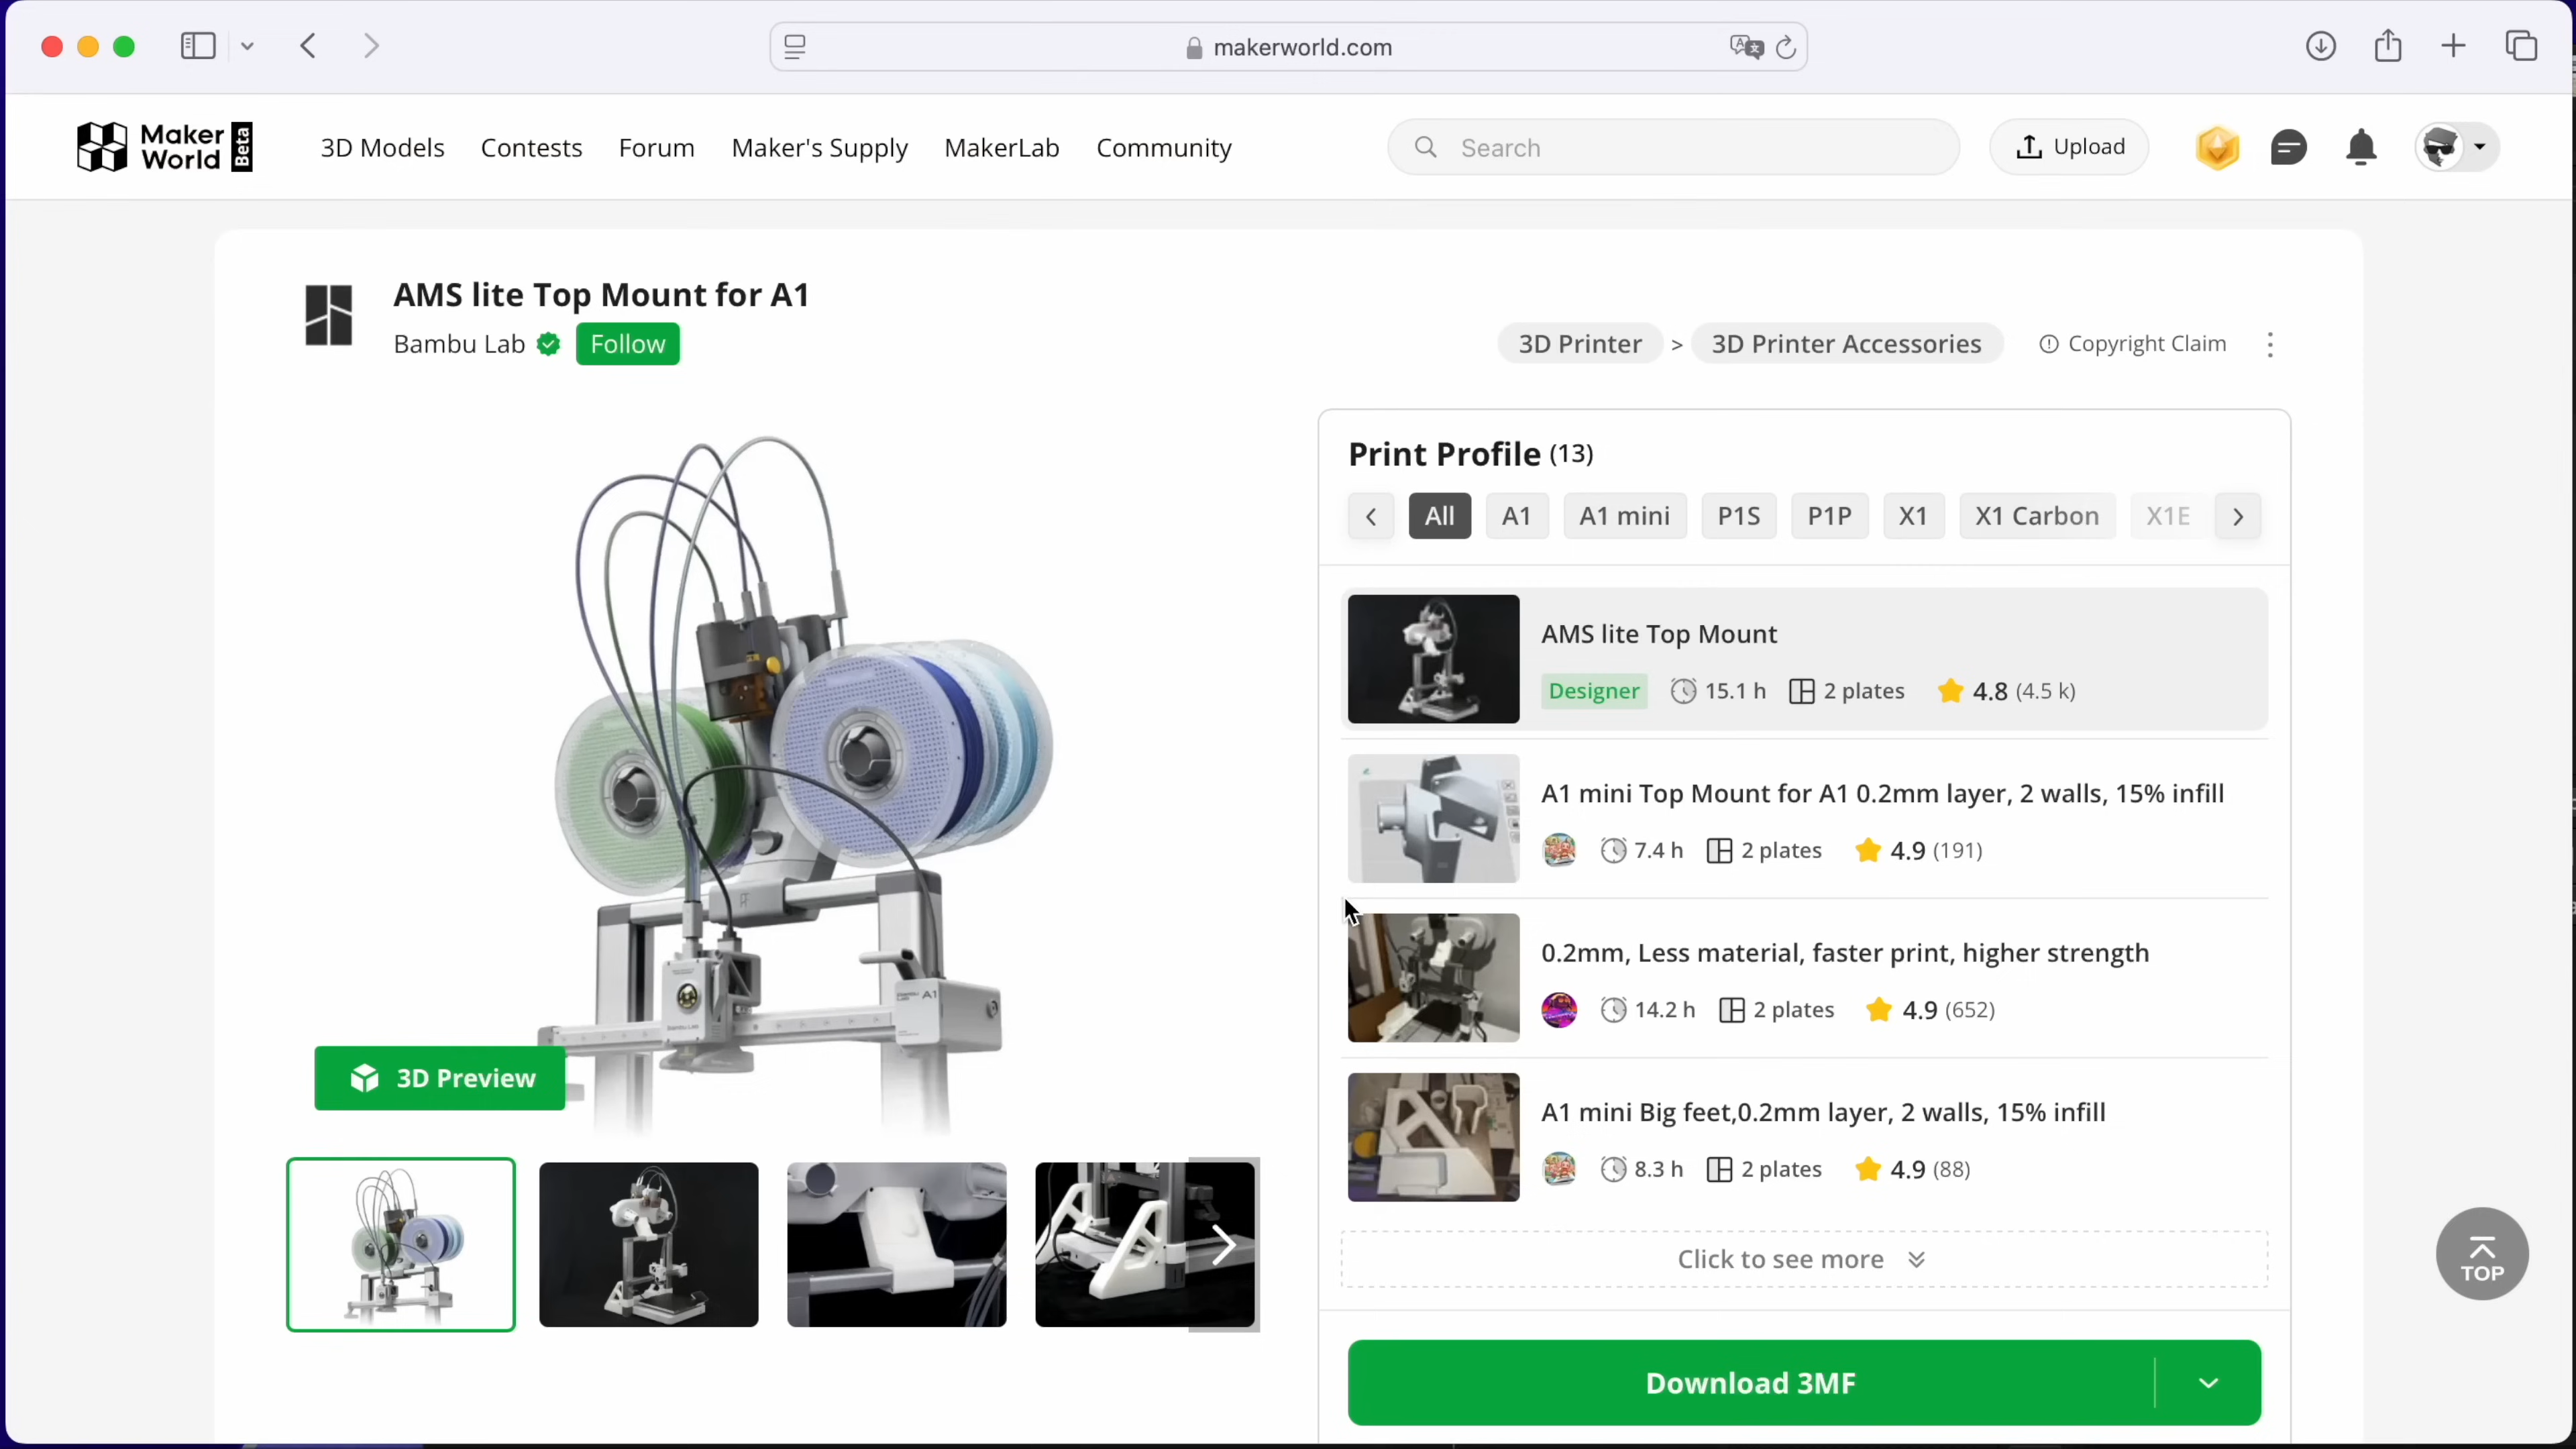 makerworld.com
Maker World Beta
3D Models
Contests
Forum
Maker's Supply
MakerLab
Community
Search
Upload
AMS lite Top Mount for A1
Bambu Lab
Follow
3D Printer > 3D Printer Accessories
Copyright Claim
Print Profile (13)
All
A1
A1 mini
P1S
P1P
X1
X1 Carbon
X1E
AMS lite Top Mount
Designer 15.1 h 2 plates 4.8 (4.5 k)
A1 mini Top Mount for A1 0.2mm layer, 2 walls, 15% infill
7.4 h 2 plates 4.9 (191)
0.2mm, Less material, faster print, higher strength
14.2 h 2 plates 4.9 (652)
A1 mini Big feet,0.2mm layer, 2 walls, 15% infill
8.3 h 2 plates 4.9 (88)
Click to see more
Download 3MF
3D Preview
A1
TOP